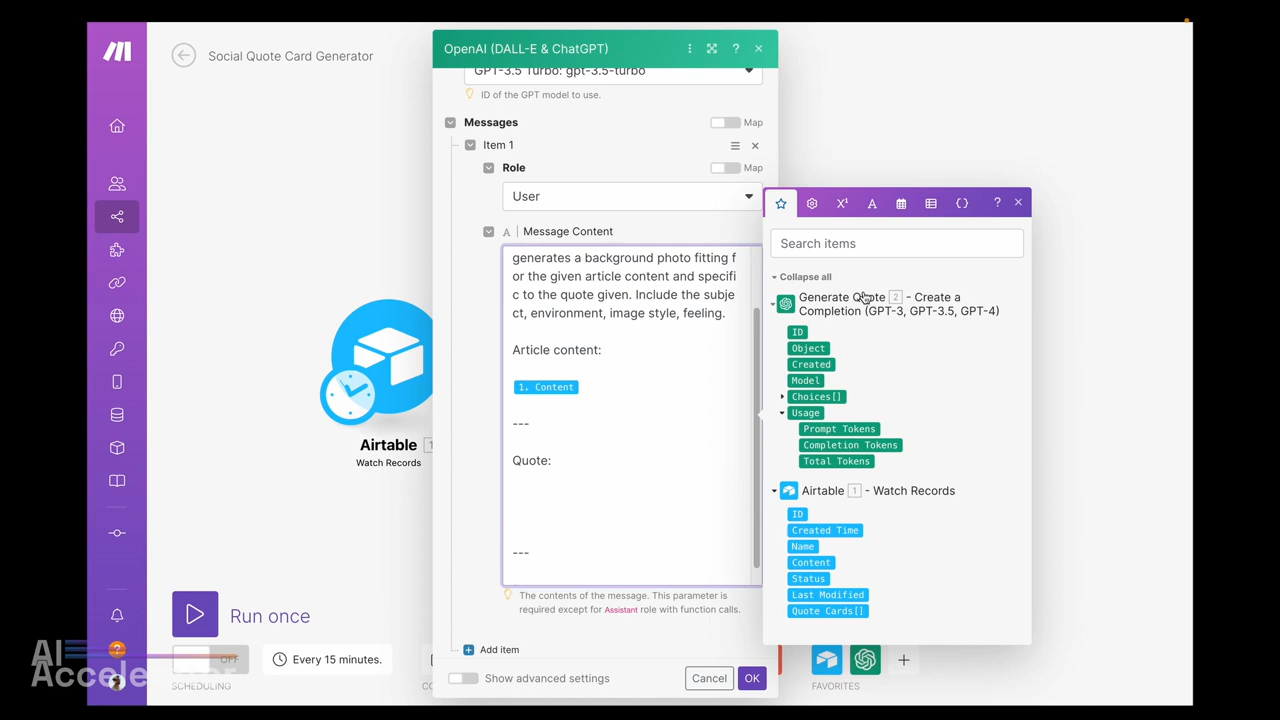 Social Quote Card Generator
OpenAI (DALL-E & ChatGPT)
?
GPT-3.5 Turbo: gpt-3.5-turbo
ID of the GPT model to use.
Messages
Map
Item 1
Role
Map
User
A | Message Content
generates a background photo fitting f
or the given article content and specifi
c to the quote given. Include the subje
ct, environment, image style, feeling.
Article content:
1. Content
---
Quote:
---
The contents of the message. This parameter is
required except for Assistant role with function calls.
Add item
Show advanced settings
Cancel
OK
Search items
Collapse all
Generate Quote 2 - Create a
Completion (GPT-3, GPT-3.5, GPT-4)
ID
Object
Created
Model
Choices[]
Usage
Prompt Tokens
Completion Tokens
Total Tokens
Airtable 1 - Watch Records
ID
Created Time
Name
Content
Status
Last Modified
Quote Cards[]
Airtable 1
Watch Records
Run once
OFF
Every 15 minutes.
SCHEDULING
FAVORITES
AI